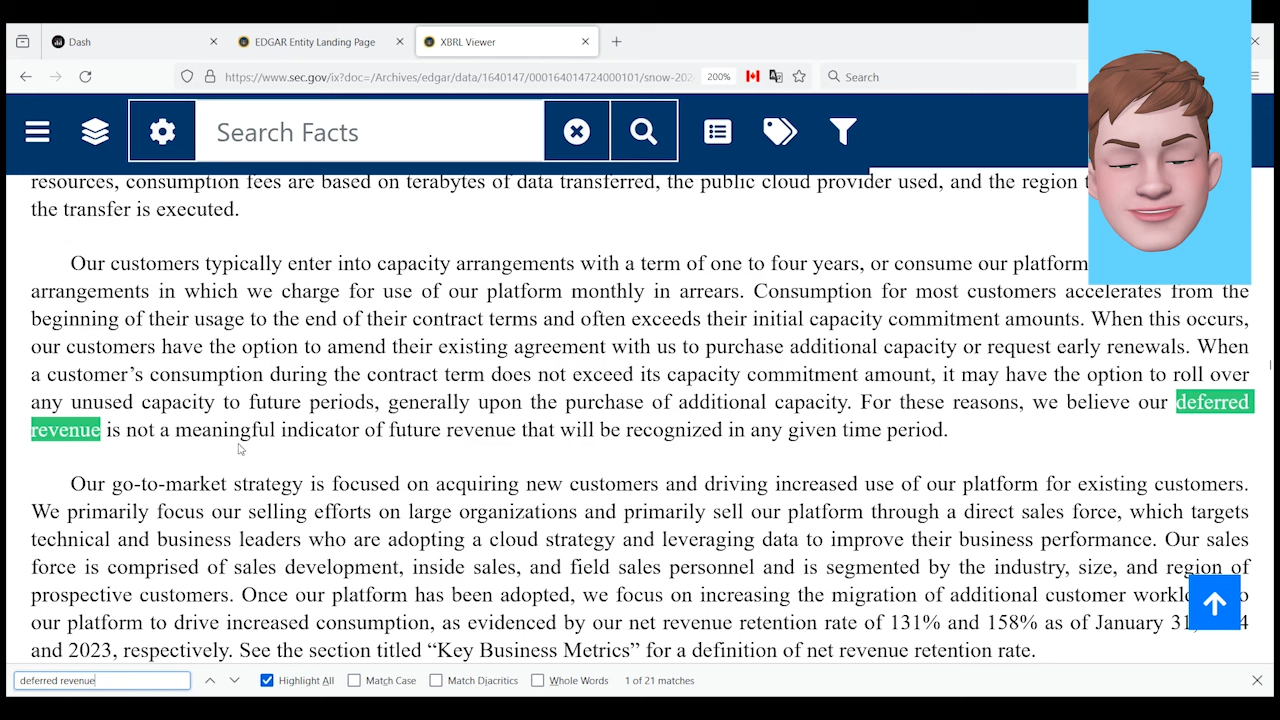 Dash
EDGAR Entity Landing Page
XBRL Viewer
https://www.sec.gov/ix?doc=/Archives/edgar/data/1640147/000164014724000101/snow-202
200%
Search
Search Facts
resources, consumption fees are based on terabytes of data transferred, the public cloud provider used, and the region
the transfer is executed.
Our customers typically enter into capacity arrangements with a term of one to four years, or consume our platform
arrangements in which we charge for use of our platform monthly in arrears. Consumption for most customers accelerates from the
beginning of their usage to the end of their contract terms and often exceeds their initial capacity commitment amounts. When this occurs,
our customers have the option to amend their existing agreement with us to purchase additional capacity or request early renewals. When
a customer’s consumption during the contract term does not exceed its capacity commitment amount, it may have the option to roll over
any unused capacity to future periods, generally upon the purchase of additional capacity. For these reasons, we believe our deferred
revenue is not a meaningful indicator of future revenue that will be recognized in any given time period.
Our go-to-market strategy is focused on acquiring new customers and driving increased use of our platform for existing customers.
We primarily focus our selling efforts on large organizations and primarily sell our platform through a direct sales force, which targets
technical and business leaders who are adopting a cloud strategy and leveraging data to improve their business performance. Our sales
force is comprised of sales development, inside sales, and field sales personnel and is segmented by the industry, size, and region of
prospective customers. Once our platform has been adopted, we focus on increasing the migration of additional customer
our platform to drive increased consumption, as evidenced by our net revenue retention rate of 131% and 158% as of January
and 2023, respectively. See the section titled “Key Business Metrics” for a definition of net revenue retention rate.
deferred revenue
Highlight All
Match Case
Match Diacritics
Whole Words
1 of 21 matches